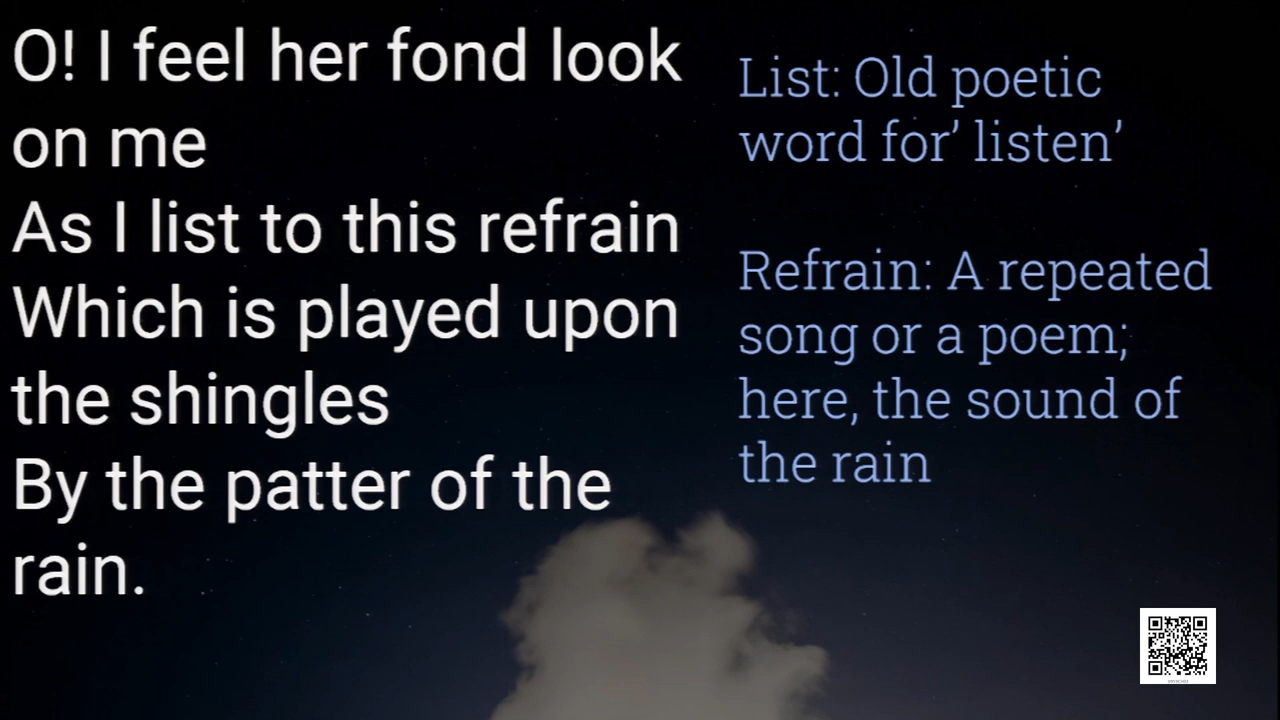 O! I feel her fond look
on me
As I list to this refrain
Which is played upon
the shingles
By the patter of the
rain.
List: Old poetic
word for’ listen’
Refrain: A repeated
song or a poem;
here, the sound of
the rain